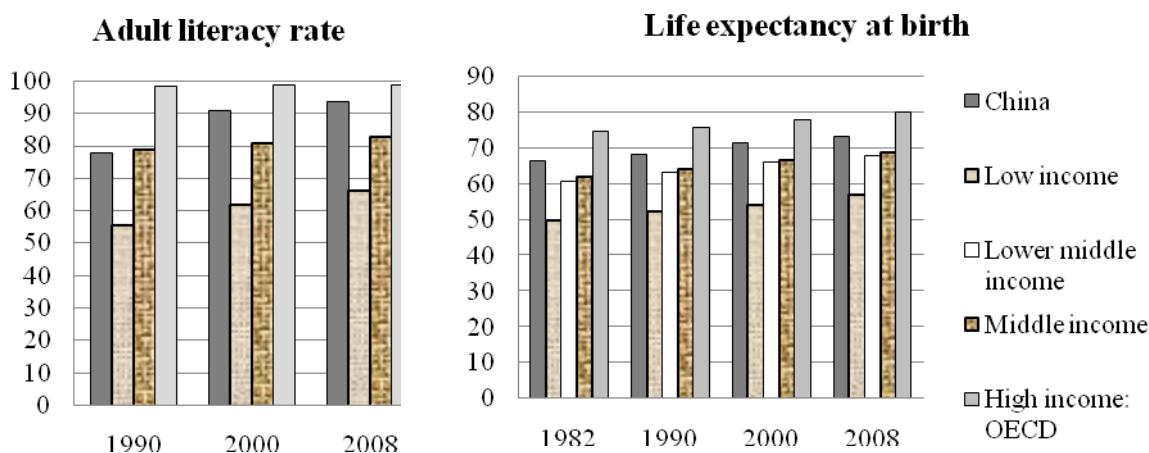 Adult literacy rate
100
90
80
70
60
50
40
30
20
10
0
1990 2000 2008
Life expectancy at birth
90
80
70
60
50
40
30
20
10
0
1982 1990 2000 2008
China
Low income
Lower middle
income
Middle income
High income:
OECD